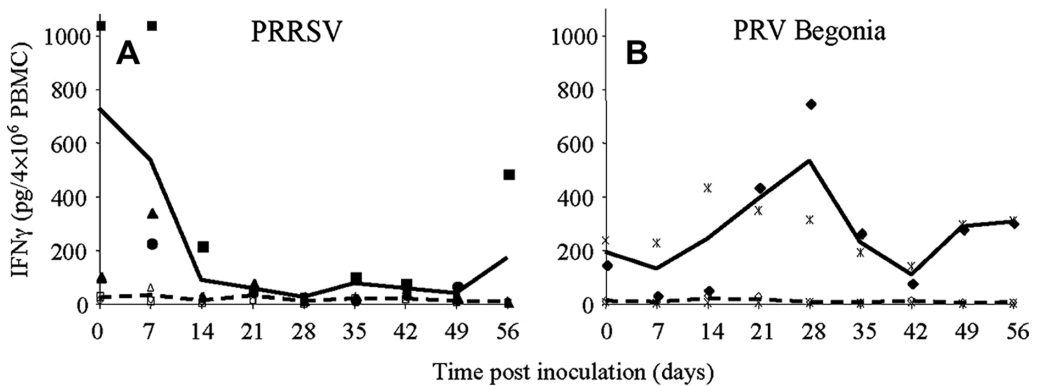 PRRSV
PRV Begonia
A
B
IFNγ (pg/4×10⁶ PBMC)
1000
800
600
400
200
0
1000
800
600
400
200
0
0 7 14 21 28 35 42 49 56
0 7 14 21 28 35 42 49 56
Time post inoculation (days)